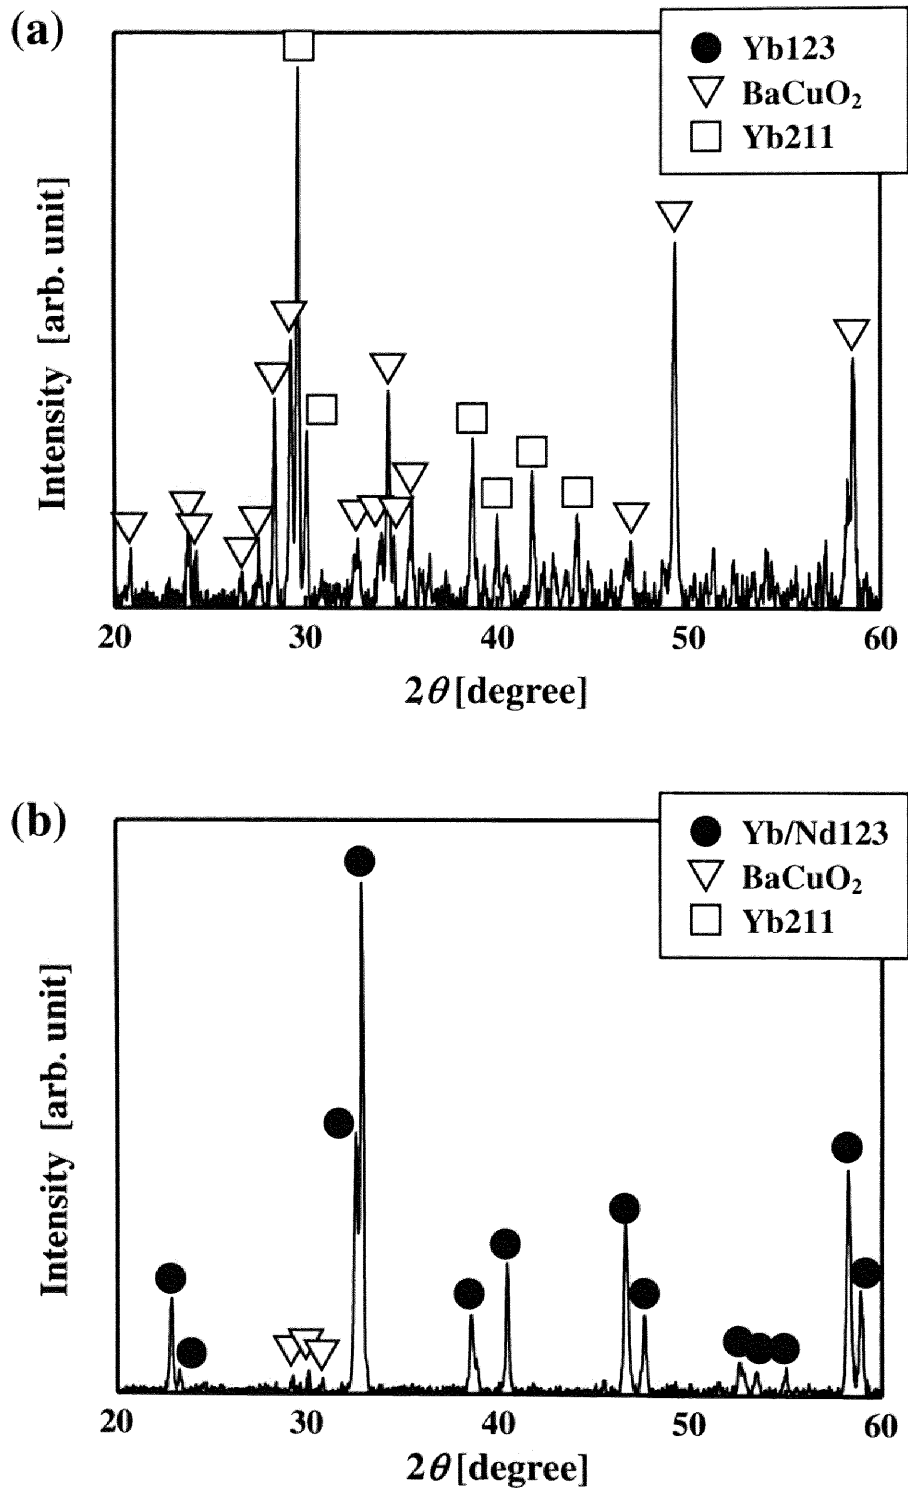 (a)
Yb123
BaCuO₂
Yb211
Intensity [arb. unit]
20 30 40 50 60
2θ [degree]
(b)
Yb/Nd123
BaCuO₂
Yb211
Intensity [arb. unit]
20 30 40 50 60
2θ [degree]